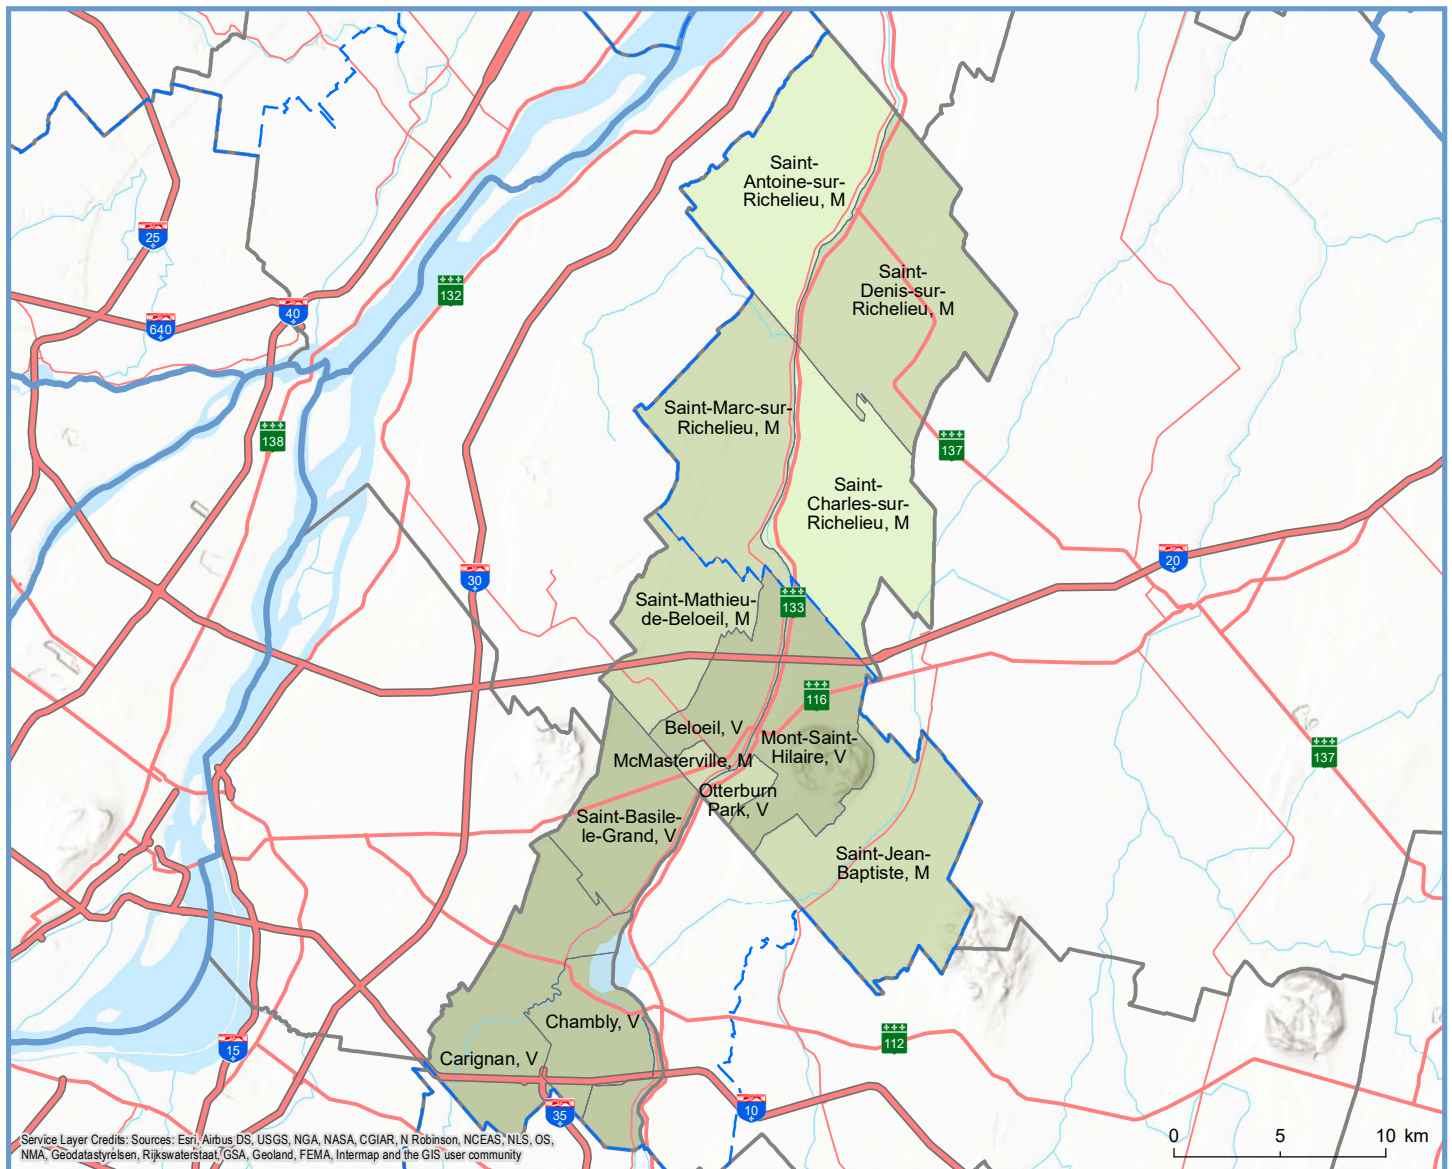 Saint-
Antoine-sur-
Richelieu, M
25
Saint-
Denis-sur-
Richelieu, M
132
40
640
Saint-Marc-sur-
Richelieu, M
138
137
Saint-
Charles-sur-
Richelieu, M
20
30
Saint-Mathieu-
de-Beloeil, M
133
116
Beloeil, V
Mont-Saint-
Hilaire, V
McMasterville, M
137
Otterburn
Park, V
Saint-Basile-
le-Grand, V
Saint-Jean-
Baptiste, M
Chambly, V
112
15
Carignan, V
35
10
Service Layer Credits: Sources: Esri, Airbus DS, USGS, NGA, NASA, CGIAR, N Robinson, NCEAS, NLS, OS,
NMA, Geodatastyrelsen, Rijkswaterstaat, GSA, Geoland, FEMA, Intermap and the GIS user community
0 5 10 km